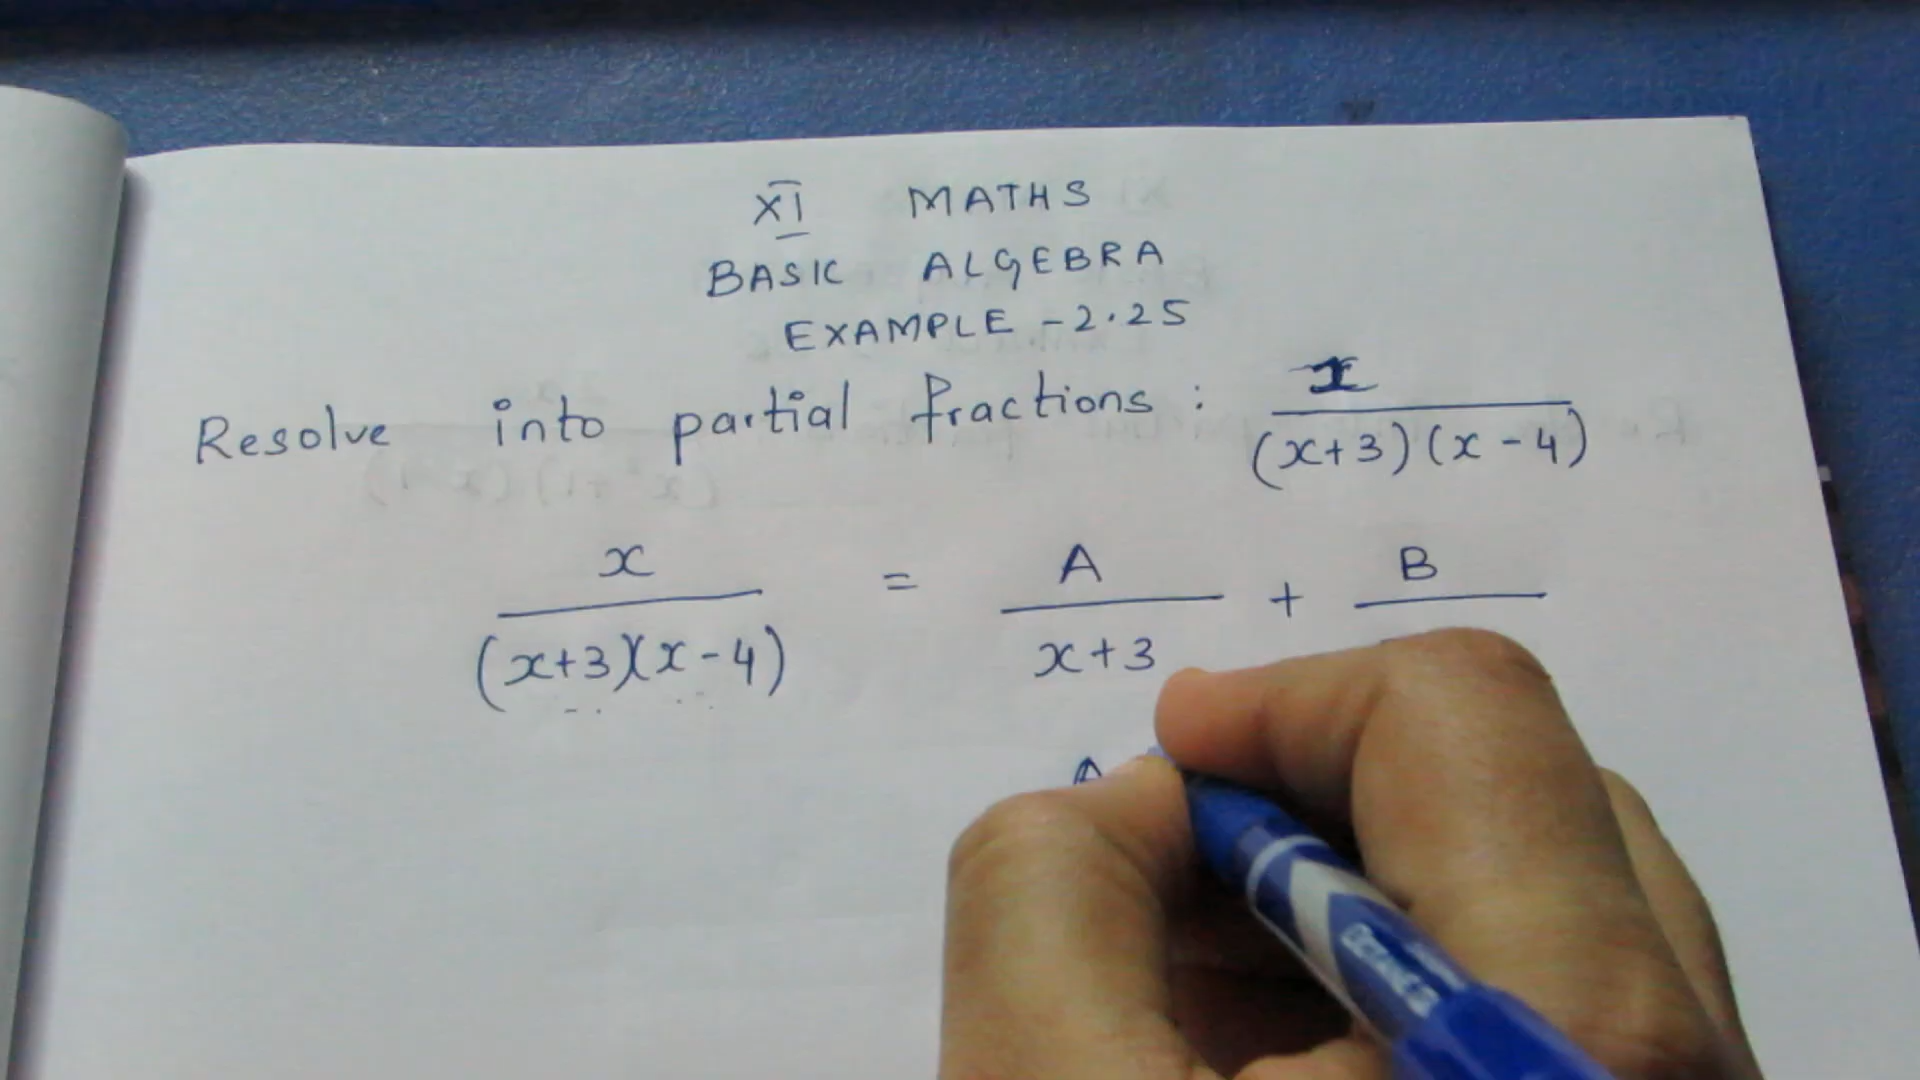 XI MATHS
BASIC ALGEBRA
EXAMPLE - 2.25
Resolve into partial fractions : x / (x+3)(x-4)
x / (x+3)(x-4) = A / x+3 + B
A